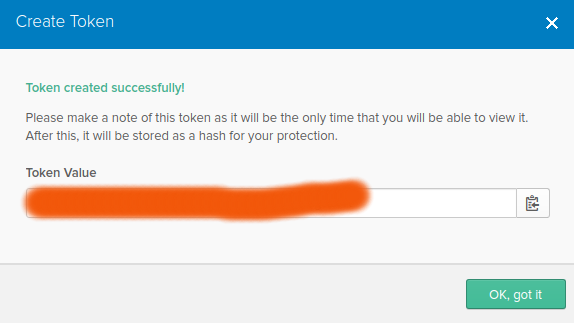 Create Token
Token created successfully!
Please make a note of this token as it will be the only time that you will be able to view it.
After this, it will be stored as a hash for your protection.
Token Value
OK, got it